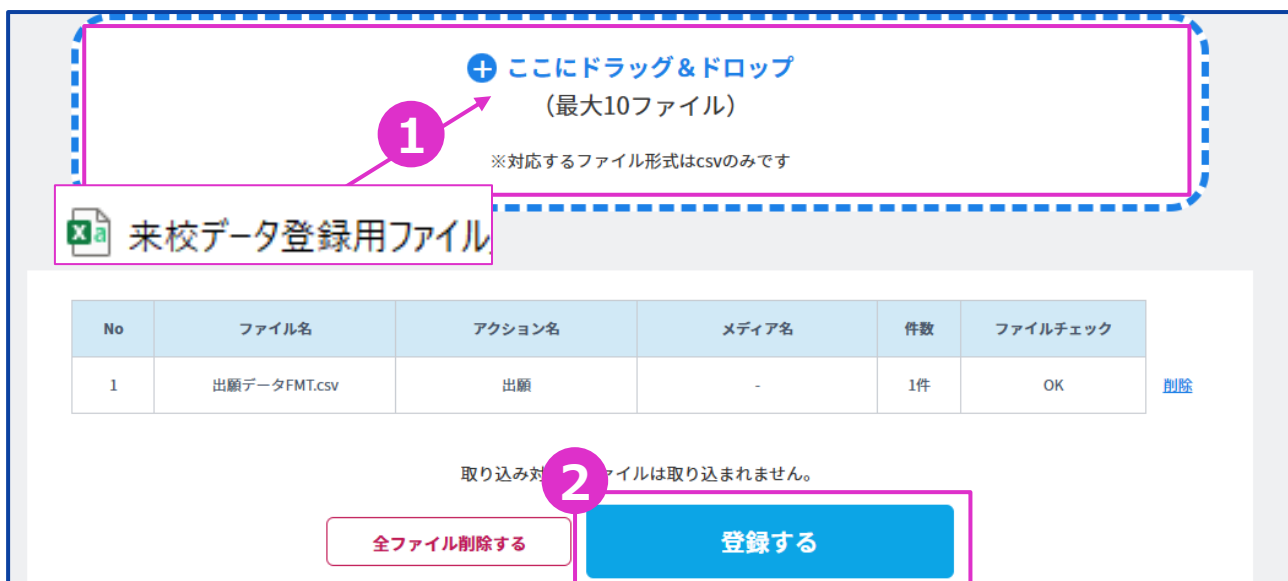 ここにドラッグ&ドロップ
(最大10ファイル)
1
※対応するファイル形式はcsvのみです
来校データ登録用ファイル
No ファイル名 アクション名 メディア名 件数 ファイルチェック
1 出願データFMT.csv 出願 - 1件 OK 削除
取り込み対 イルは取り込まれません。
2
全ファイル削除する
登録する